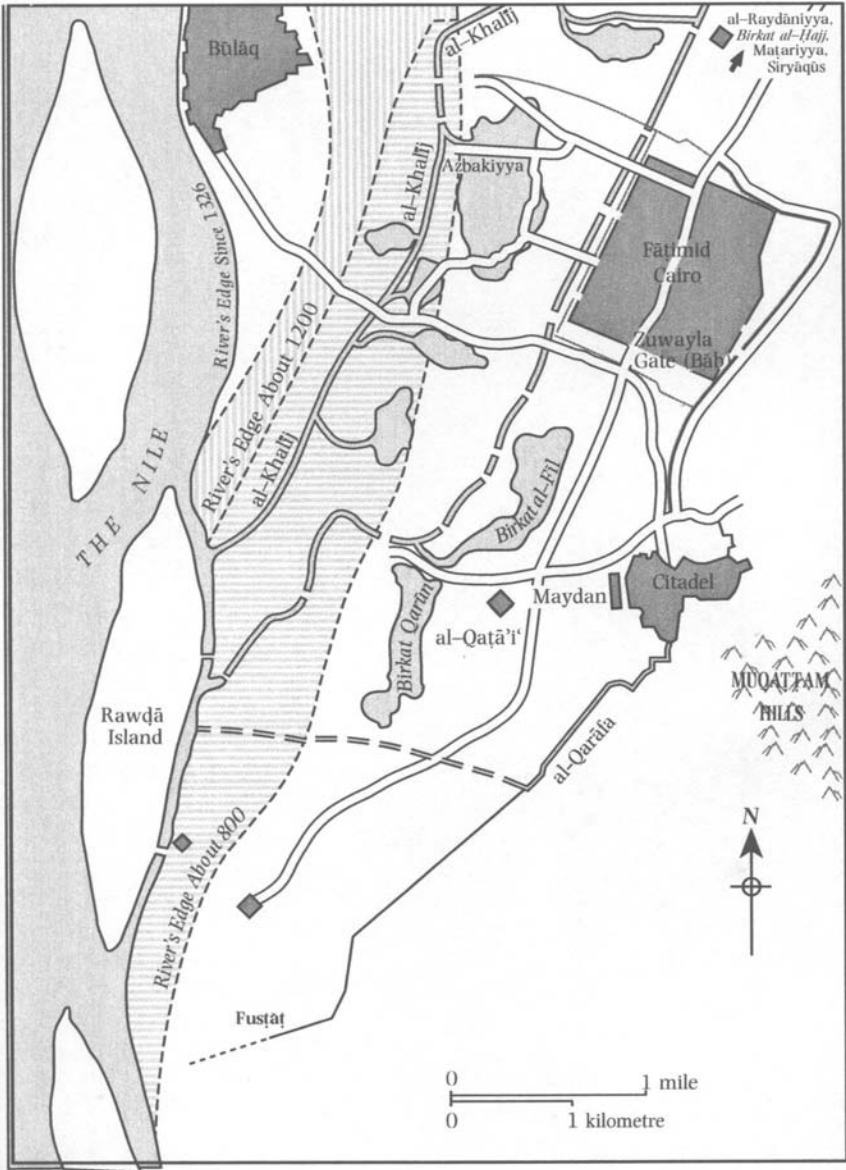 al-Raydāniyya,
Birkat al-Ḥajj,
Maṭariyya,
Siryāqūs
al-Khalīj
Būlāq
Azbakiyya
al-Khalīj
River's Edge Since 1326
Fāṭimid
Cairo
Zuwayla
Gate (Bāb)
River's Edge About 1200
al-Khalīj
THE NILE
Birkat al-Fīl
Citadel
Maydan
al-Qaṭā'i‘
Birkat Qarūn
MUQATTAM
HILLS
Rawḍā
Island
al-Qarāfa
N
River's Edge About 800
Fusṭāṭ
0 1 mile
0 1 kilometre